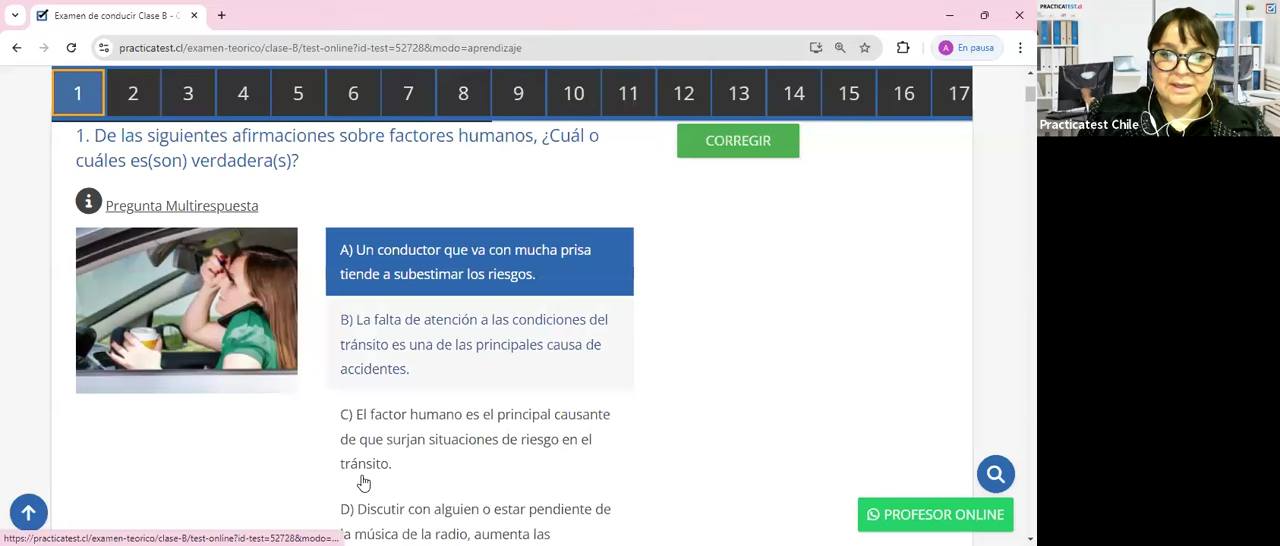 Examen de conducir Clase B - C
PRACTICATEST.cl
practicatest.cl/examen-teorico/clase-B/test-online?id-test=52728&modo=aprendizaje
A
En pausa
1 2 3 4 5 6 7 8 9 10 11 12 13 14 15 16 17
Practicatest Chile
1. De las siguientes afirmaciones sobre factores humanos, ¿Cuál o
cuáles es(son) verdadera(s)?
CORREGIR
Pregunta Multirespuesta
A) Un conductor que va con mucha prisa
tiende a subestimar los riesgos.
B) La falta de atención a las condiciones del
tránsito es una de las principales causa de
accidentes.
C) El factor humano es el principal causante
de que surjan situaciones de riesgo en el
tránsito.
D) Discutir con alguien o estar pendiente de
la música de la radio, aumenta las
PROFESOR ONLINE
https://practicatest.cl/examen-teorico/clase-B/test-online?id-test=52728&modo=...